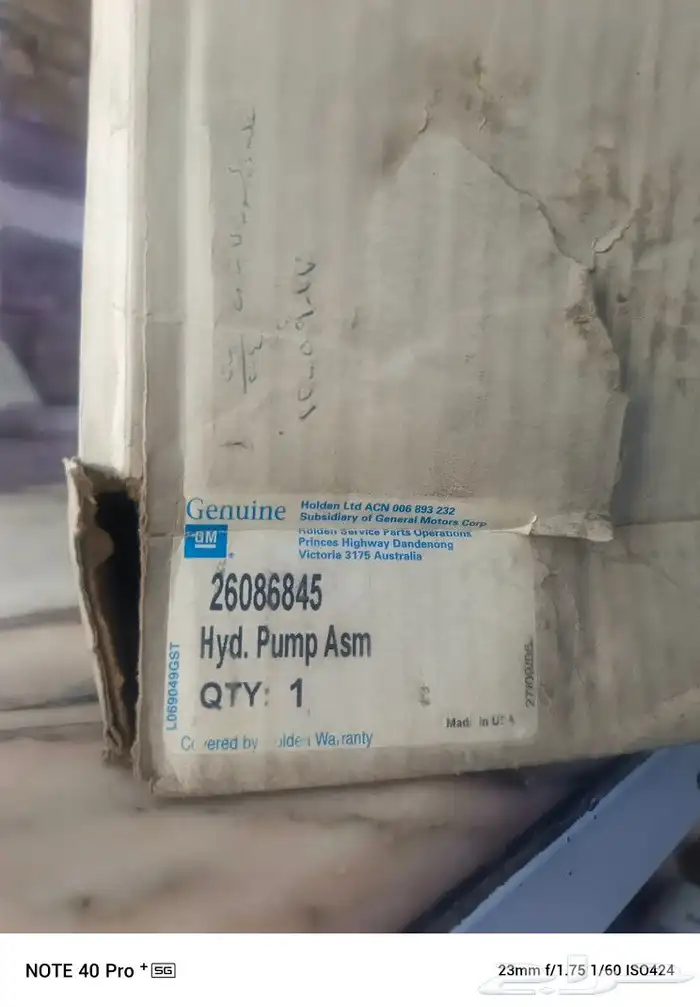 Genuine
Holden Ltd ACN 006 893 232
Subsidiary of General Motors Corp
GM
Holden Service Parts Operations
Princes Highway Dandenong
Victoria 3175 Australia
26086845
Hyd. Pump Asm
QTY: 1
L069049GST
Made in USA
Covered by Holden Warranty
NOTE 40 Pro+ 5G
23mm f/1.75 1/60 ISO424
حراج